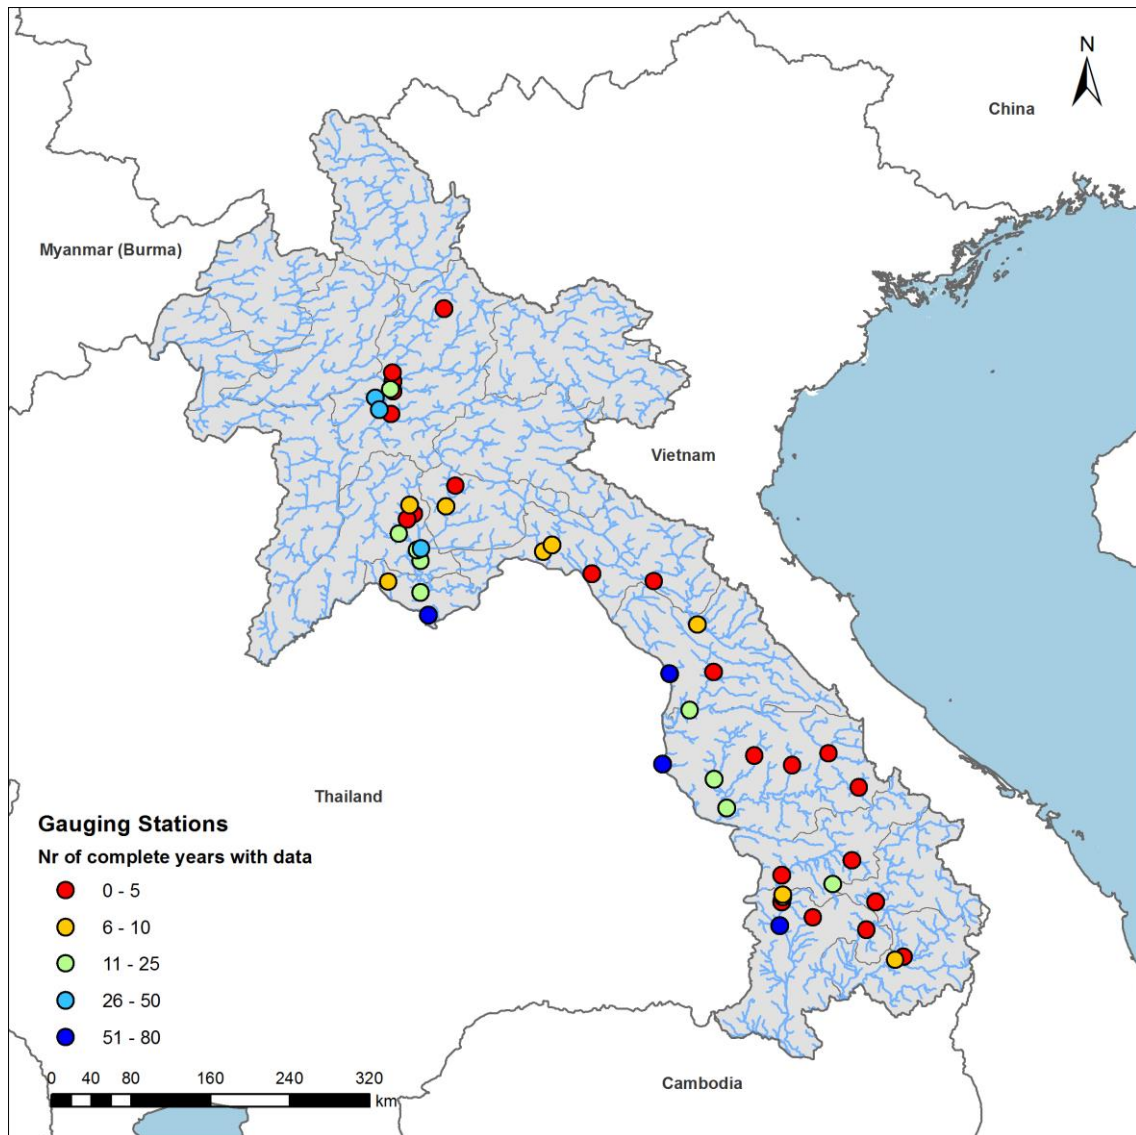 N
China
Myanmar (Burma)
Vietnam
Thailand
Gauging Stations
Nr of complete years with data
0 - 5
6 - 10
11 - 25
26 - 50
51 - 80
0 40 80 160 240 320
km
Cambodia